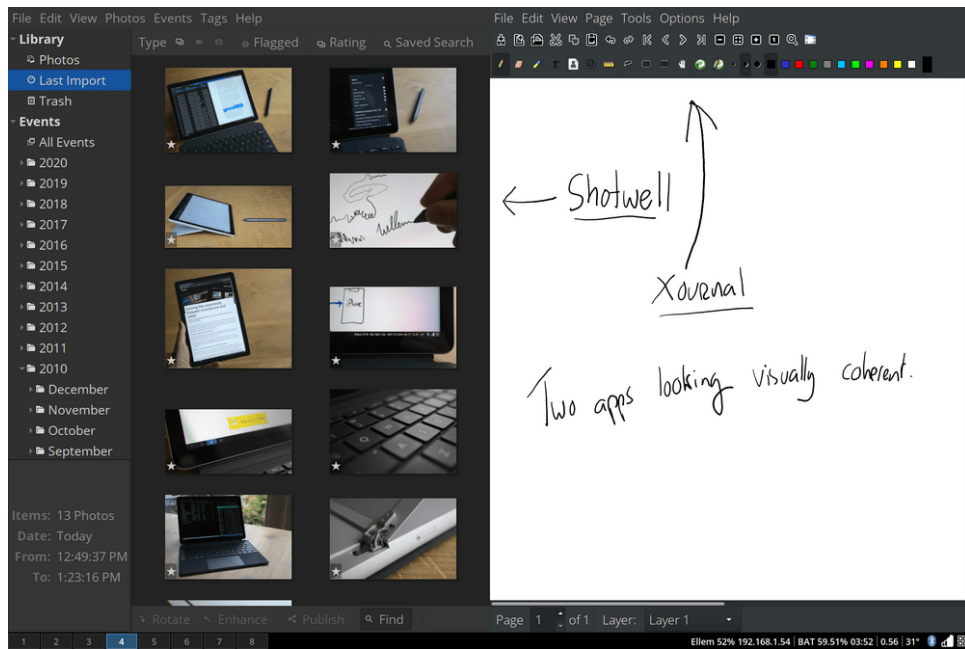 File Edit View Photos Events Tags Help
Library
Photos
Last Import
Trash
Events
All Events
2020
2019
2018
2017
2016
2015
2014
2013
2012
2011
2010
December
November
October
September
Items: 13 Photos
Date: Today
From: 12:49:37 PM
To: 1:23:16 PM
Type Flagged Rating Saved Search
Willem
iPhone
Rotate Enhance Publish Find
File Edit View Page Tools Options Help
Shotwell
Xournal
Two apps looking visually coherent.
Page 1 of 1 Layer: Layer 1
1 2 3 4 5 6 7 8
Ellem 52% 192.168.1.54 | BAT 59.51% 03:52 | 0.56 | 31°